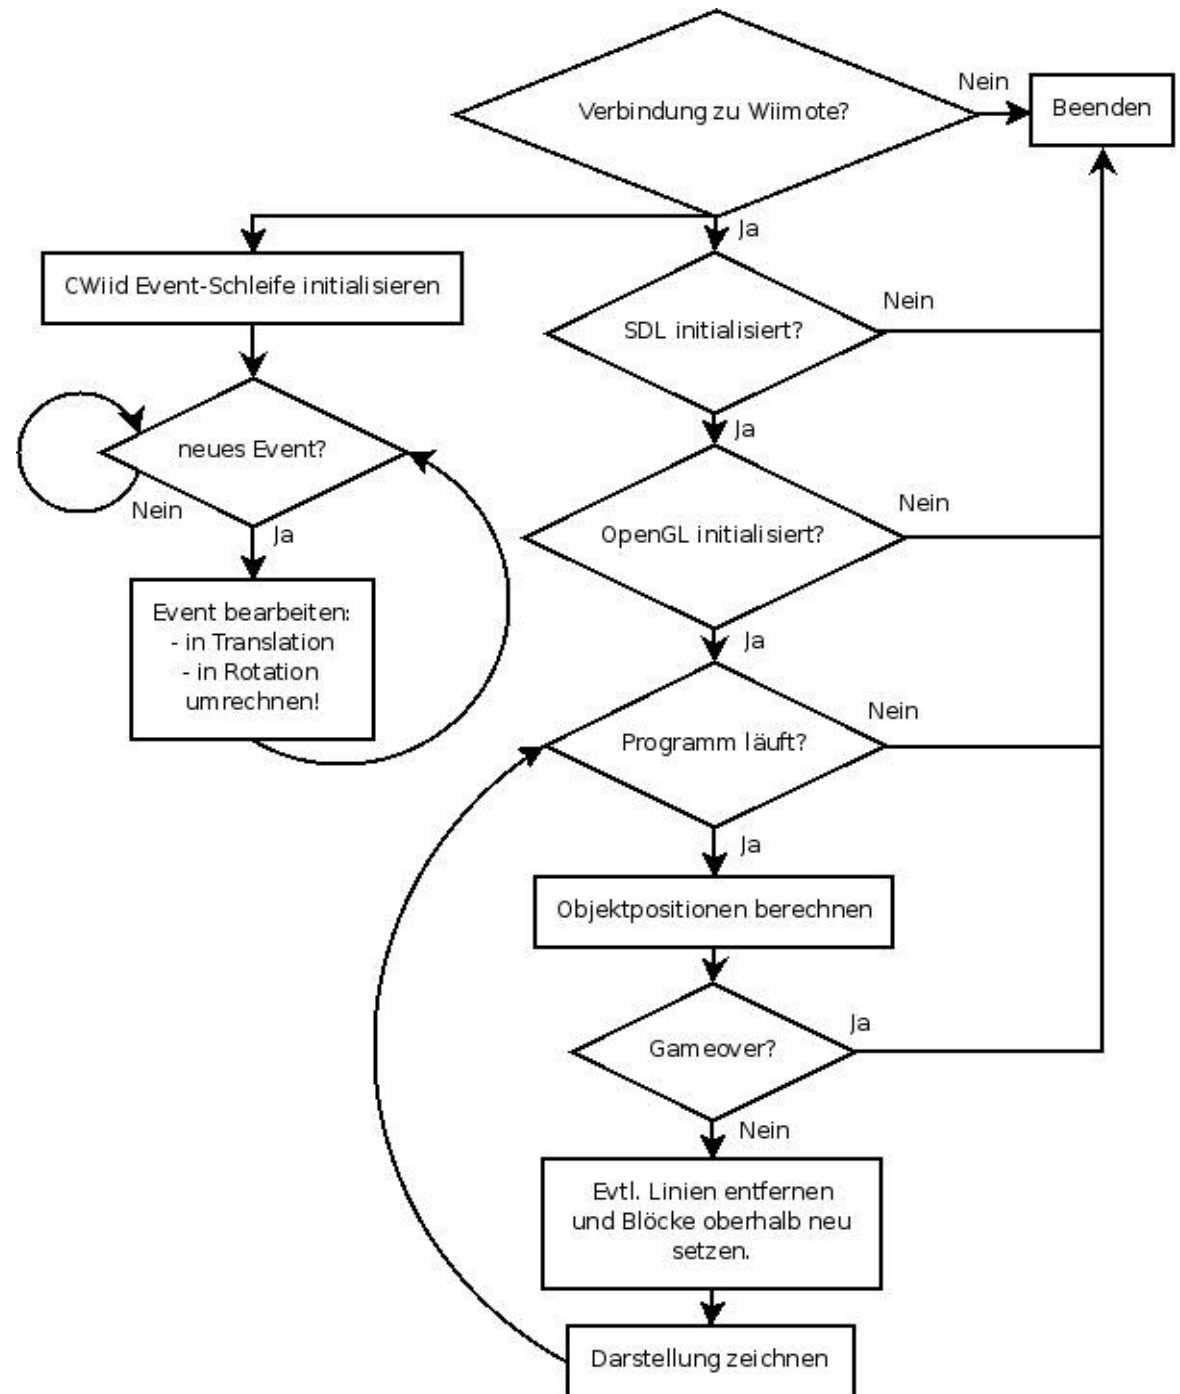 Verbindung zu Wiimote?
Nein
Beenden
Ja
CWiid Event-Schleife initialisieren
SDL initialisiert?
Nein
Ja
neues Event?
Nein
Ja
Event bearbeiten:
- in Translation
- in Rotation
umrechnen!
OpenGL initialisiert?
Nein
Ja
Programm läuft?
Nein
Ja
Objektpositionen berechnen
Gameover?
Ja
Nein
Evtl. Linien entfernen
und Blöcke oberhalb neu
setzen.
Darstellung zeichnen